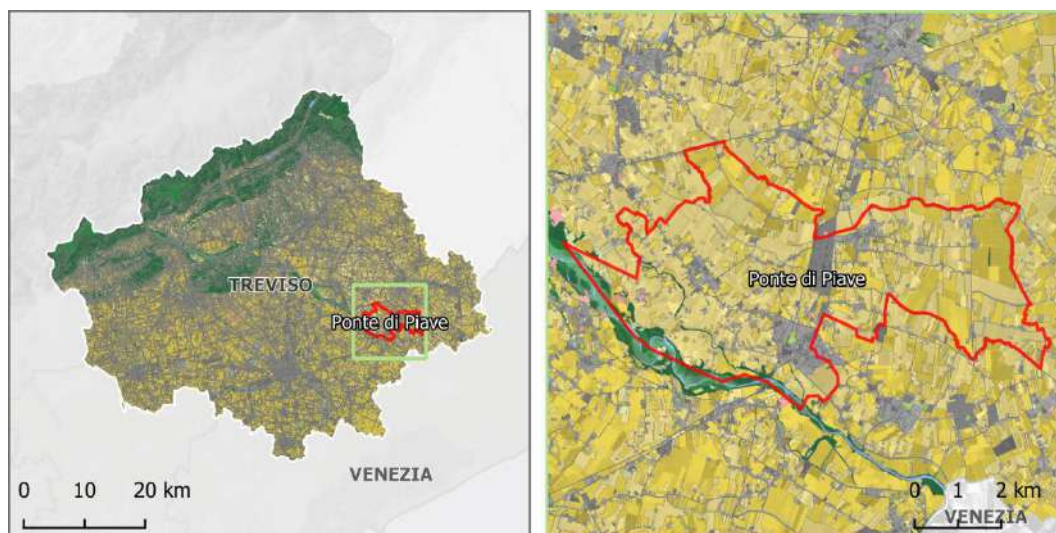 TREVISO
Ponte di Piave
VENEZIA
0 10 20 km
Ponte di Piave
0 1 2 km
VENEZIA